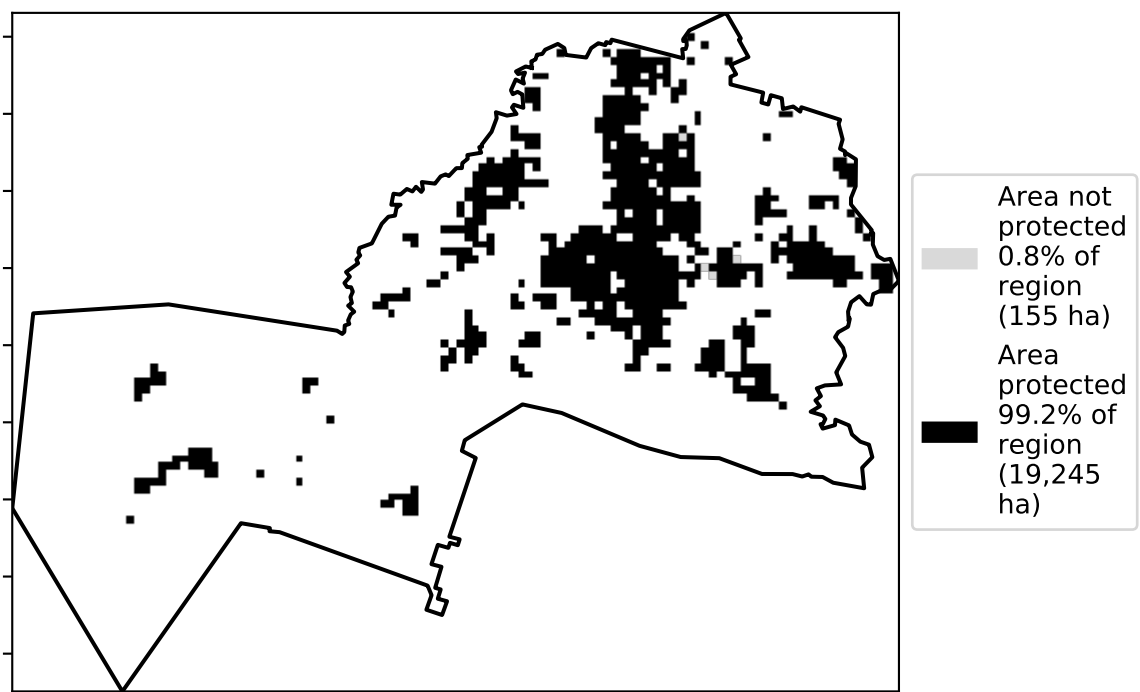 Area not
protected
0.8% of
region
(155 ha)
Area
protected
99.2% of
region
(19,245
ha)